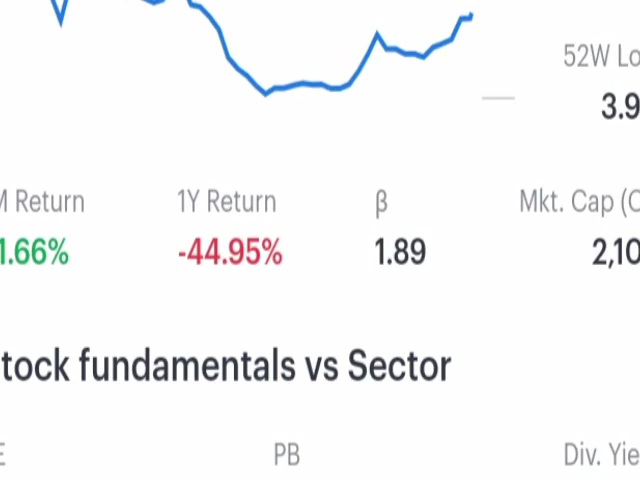 52W Lo
3.9
M Return 1Y Return β Mkt. Cap (C
1.66% -44.95% 1.89 2,10
tock fundamentals vs Sector
E PB Div. Yie